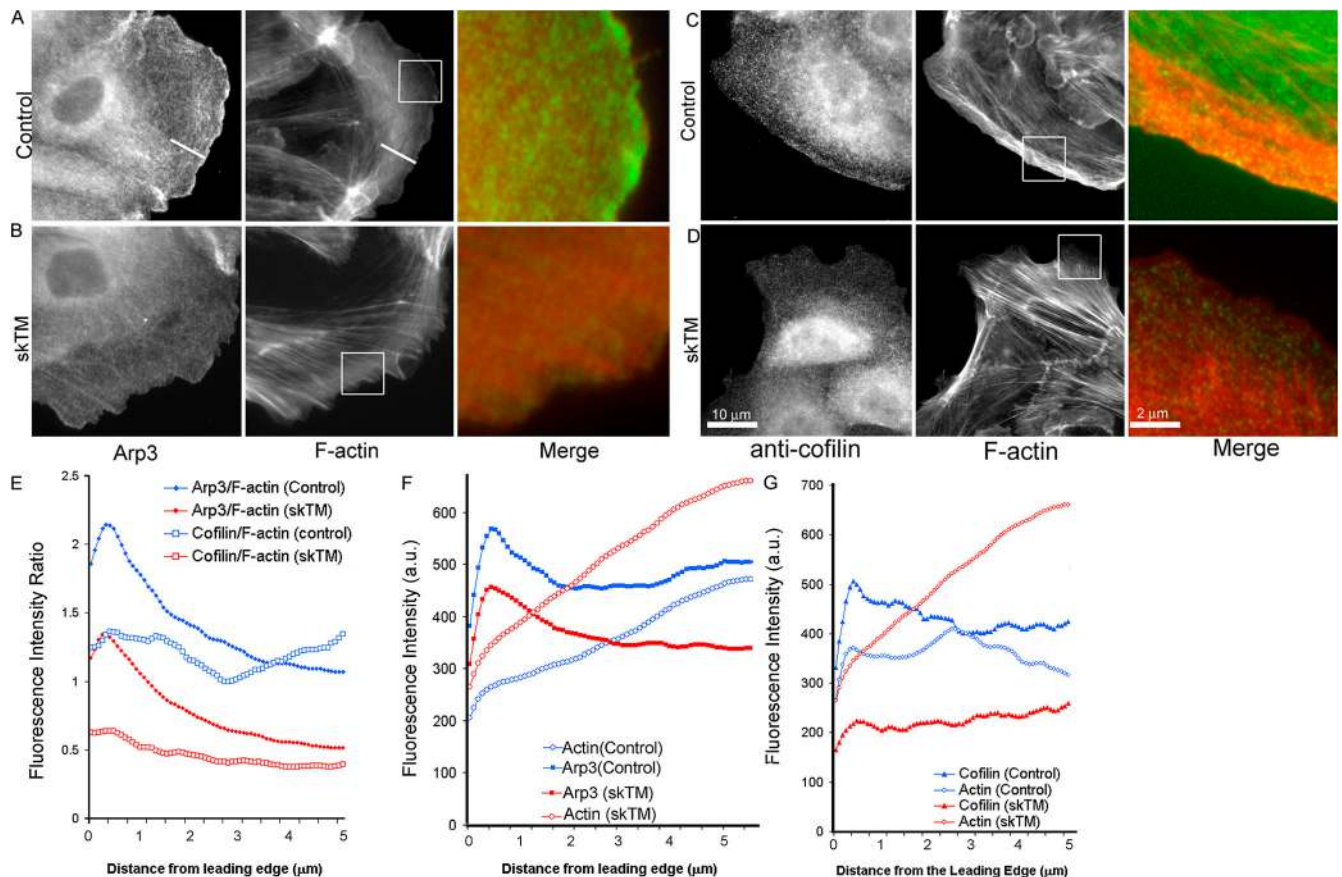 A
Control
B
skTM
Arp3
F-actin
Merge
C
Control
D
skTM
10 μm
2 μm
anti-cofilin
F-actin
Merge
E
Fluorescence Intensity Ratio
2.5
2
1.5
1
0.5
0
Arp3/F-actin (Control)
Arp3/F-actin (skTM)
Cofilin/F-actin (control)
Cofilin/F-actin (skTM)
0 1 2 3 4 5
Distance from leading edge (μm)
F
Fluorescence Intensity (a.u.)
600
500
400
300
200
100
0
Actin(Control)
Arp3(Control)
Arp3 (skTM)
Actin (skTM)
0 1 2 3 4 5
Distance from leading edge (μm)
G
Fluorescence Intensity (a.u.)
700
600
500
400
300
200
100
0
Cofilin (Control)
Actin (Control)
Cofilin (skTM)
Actin (skTM)
0 1 2 3 4 5
Distance from the Leading Edge (μm)